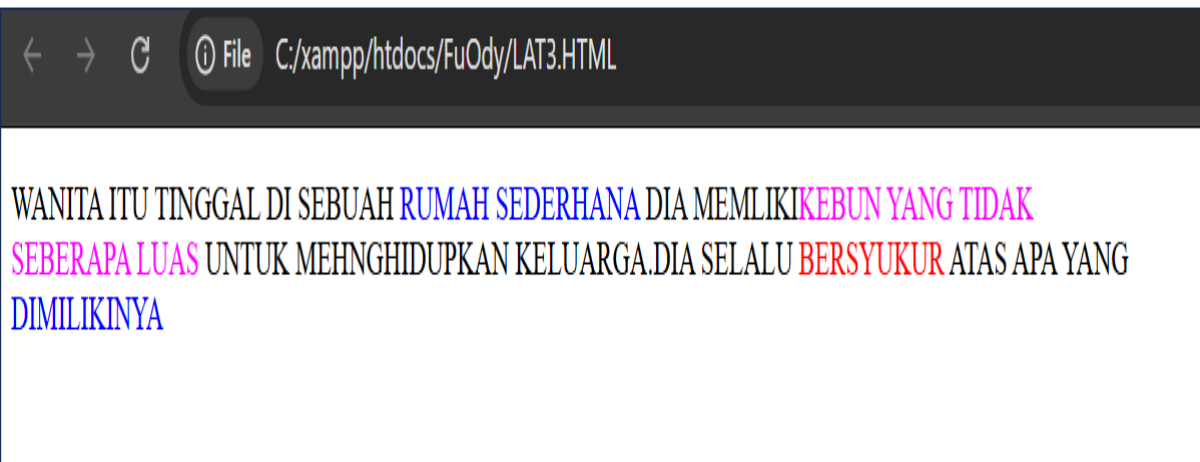 File C:/xampp/htdocs/FuOdy/LAT3.HTML
WANITA ITU TINGGAL DI SEBUAH RUMAH SEDERHANA DIA MEMLIKIKEBUN YANG TIDAK
SEBERAPA LUAS UNTUK MEHNGHIDUPKAN KELUARGA.DIA SELALU BERSYUKUR ATAS APA YANG
DIMILIKINYA